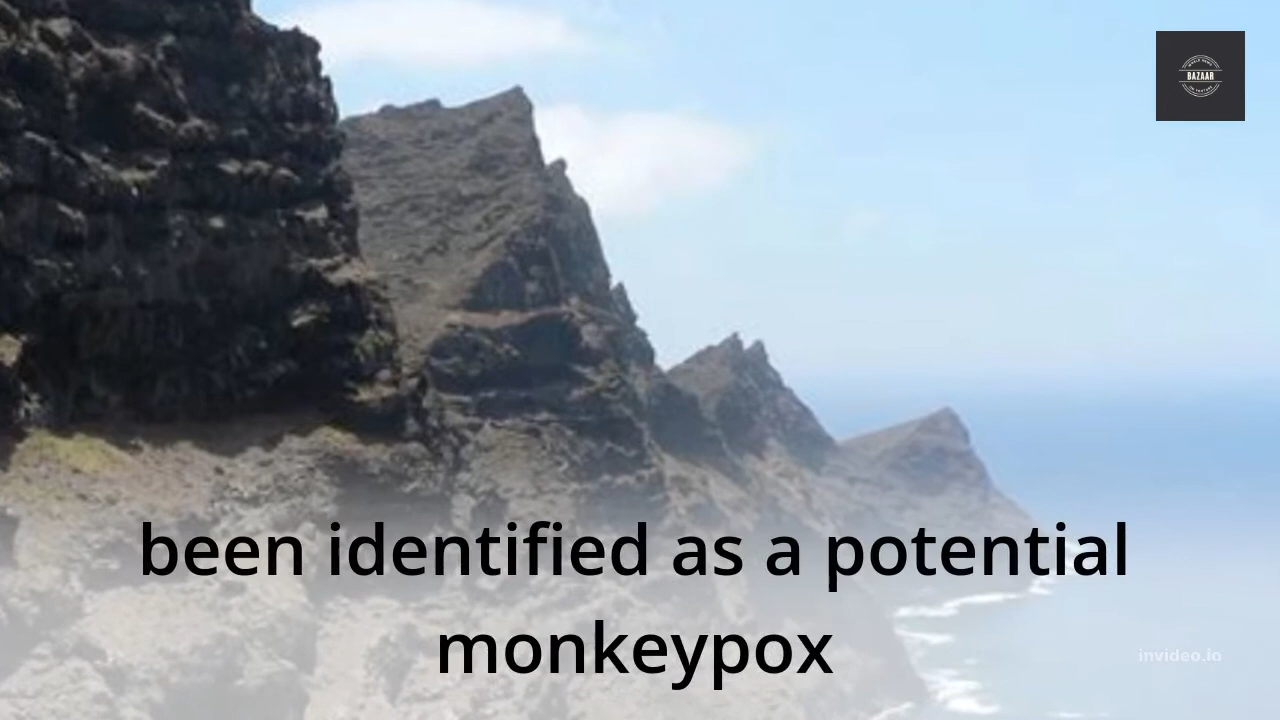 BAZAAR
been identified as a potential
monkeypox
invideo.io